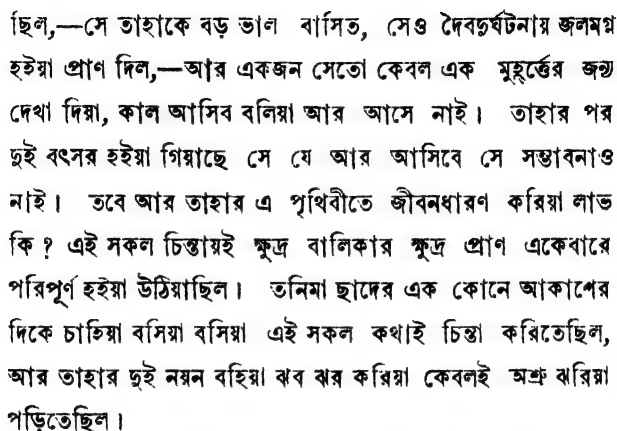 ছিল,—সে তাহাকে বড় ভাল বাসিত, সেও দৈবদুর্ঘটনায় জলমগ্ন
হইয়া প্রাণ দিল,—আর একজন সেতো কেবল এক মুহূর্ত্তের জন্য
দেখা দিয়া, কাল আসিব বলিয়া আর আসে নাই। তাহার পর
দুই বৎসর হইয়া গিয়াছে সে যে আর আসিবে সে সম্ভাবনাও
নাই। তবে আর তাহার এ পৃথিবীতে জীবনধারণ করিয়া লাভ
কি ? এই সকল চিন্তায়ই ক্ষুদ্র বালিকার ক্ষুদ্র প্রাণ একেবারে
পরিপূর্ণ হইয়া উঠিয়াছিল। তনিমা ছাদের এক কোনে আকাশের
দিকে চাহিয়া বসিয়া বসিয়া এই সকল কথাই চিন্তা করিতেছিল,
আর তাহার দুই নয়ন বহিয়া ঝব ঝর করিয়া কেবলই অশ্রু ঝরিয়া
পড়িতেছিল।